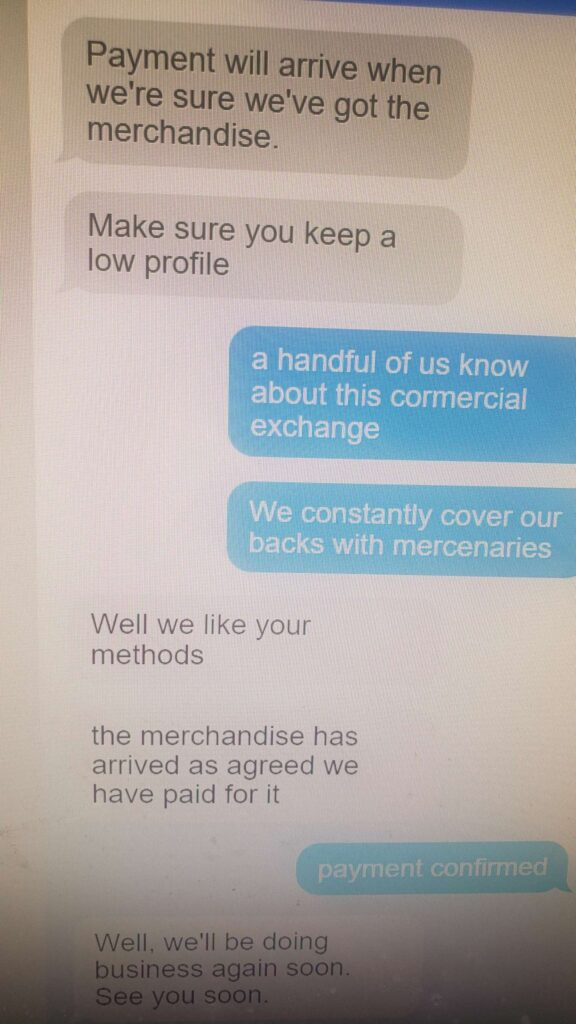 Payment will arrive when
we're sure we've got the
merchandise.
Make sure you keep a
low profile
a handful of us know
about this cormercial
exchange
We constantly cover our
backs with mercenaries
Well we like your
methods
the merchandise has
arrived as agreed we
have paid for it
payment confirmed
Well, we'll be doing
business again soon.
See you soon.